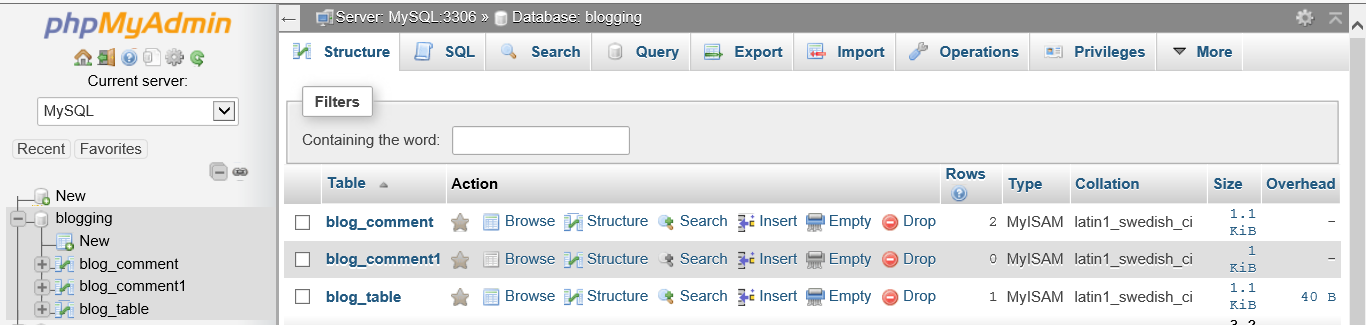 phpMyAdmin
Current server:
MySQL
Recent Favorites
New
blogging
New
blog_comment
blog_comment1
blog_table
Server: MySQL:3306 » Database: blogging
Structure SQL Search Query Export Import Operations Privileges More
Filters
Containing the word:
Table Action Rows Type Collation Size Overhead
blog_comment Browse Structure Search Insert Empty Drop 2 MyISAM latin1_swedish_ci 1.1 KiB –
blog_comment1 Browse Structure Search Insert Empty Drop 0 MyISAM latin1_swedish_ci 1 KiB –
blog_table Browse Structure Search Insert Empty Drop 1 MyISAM latin1_swedish_ci 1.1 KiB 40 B